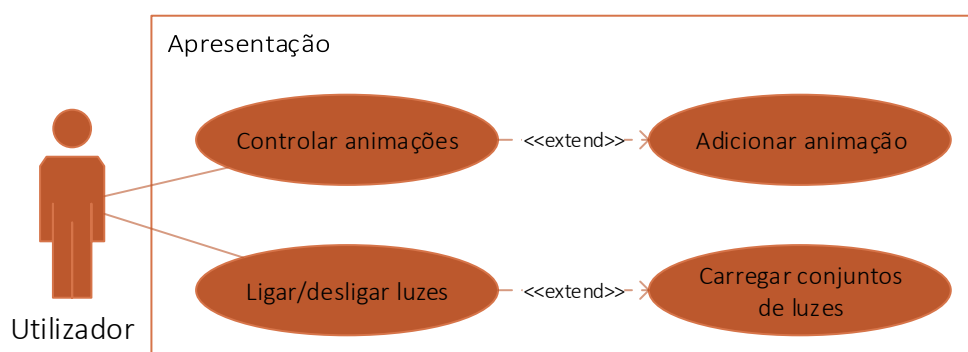 Apresentação
Controlar animações
<<extend>>
Adicionar animação
Ligar/desligar luzes
<<extend>>
Carregar conjuntos
de luzes
Utilizador